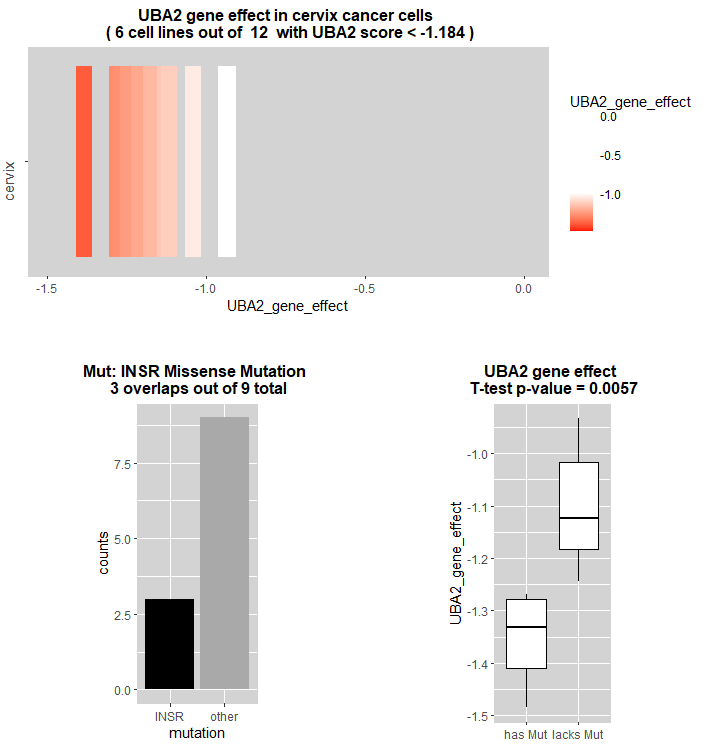 UBA2 gene effect in cervix cancer cells
( 6 cell lines out of 12 with UBA2 score < -1.184 )
cervix
-1.5
-1.0
-0.5
0.0
UBA2_gene_effect
UBA2_gene_effect
0.0
-0.5
-1.0
Mut: INSR Missense Mutation
3 overlaps out of 9 total
counts
7.5
5.0
2.5
0.0
INSR
other
mutation
UBA2 gene effect
T-test p-value = 0.0057
UBA2_gene_effect
-1.0
-1.1
-1.2
-1.3
-1.4
-1.5
has Mut
lacks Mut